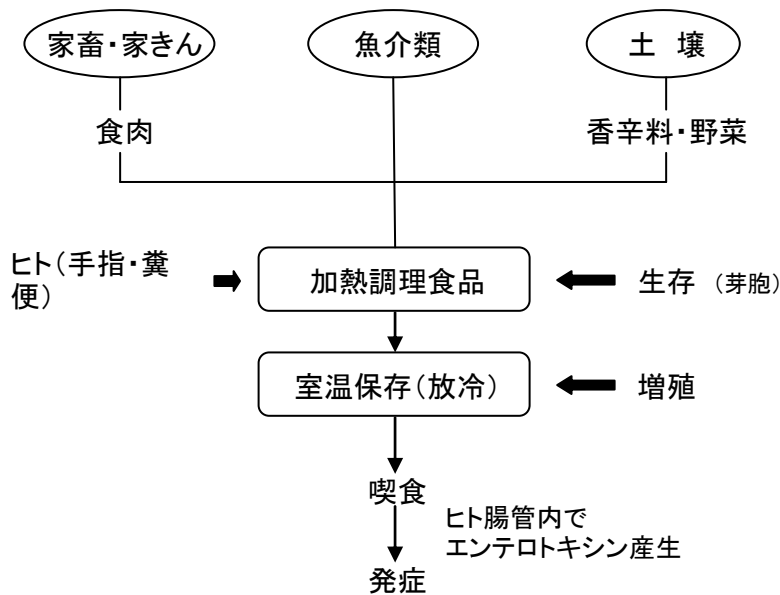 家畜・家きん
魚介類
土 壌
食肉
香辛料・野菜
ヒト(手指・糞
便)
加熱調理食品
生存 (芽胞)
室温保存(放冷)
増殖
喫食
ヒト腸管内で
エンテロトキシン産生
発症